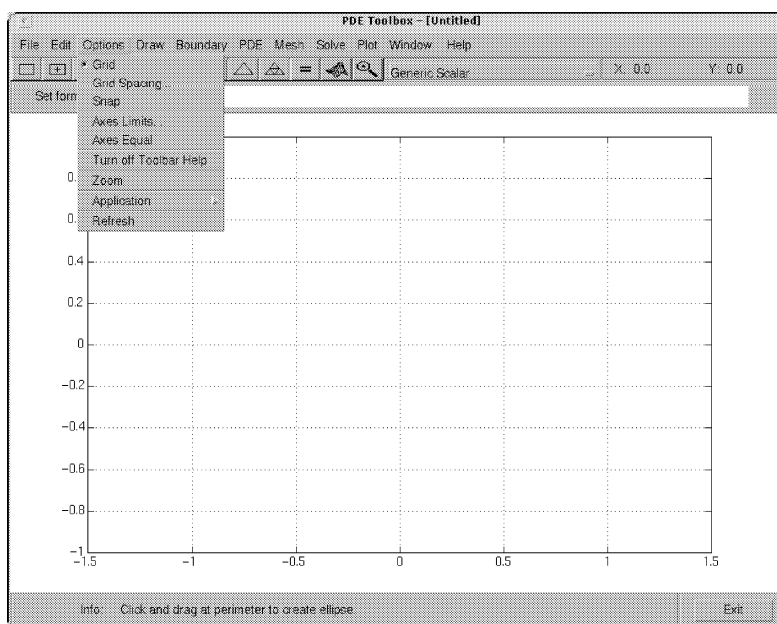 PDE Toolbox – [Untitled]
File Edit Options Draw Boundary PDE Mesh Solve Plot Window Help
Generic Scalar X: 0.0 Y: 0.0
Set form
Grid
Grid Spacing...
Snap
Axes Limits...
Axes Equal
Turn off Toolbar Help
Zoom
Application
Refresh
0.
0.
0.4
0.2
0
−0.2
−0.4
−0.6
−0.8
−1
−1.5 −1 −0.5 0 0.5 1 1.5
Info: Click and drag at perimeter to create ellipse Exit